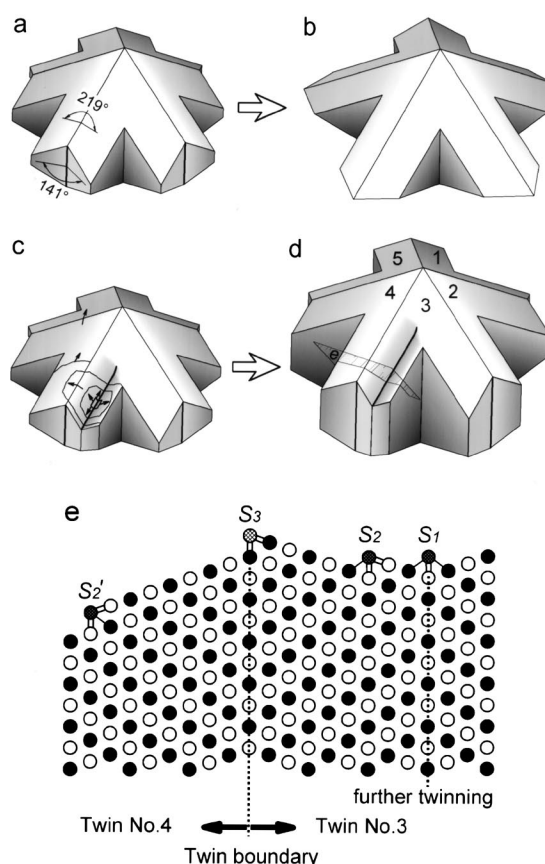 a
b
219°
141°
c
d
5 1
4 2
3
e
e
S3
S2 S1
S2'
further twinning
Twin No.4 Twin No.3
Twin boundary